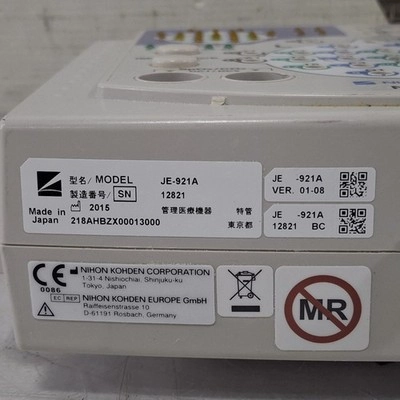 型名/MODEL JE-921A
製造番号/SN 12821
2015 管理医療機器 特管
Made in Japan 218AHBZX00013000 東京都
JE -921A
VER. 01-08
JE -921A
12821 BC
CE
0086
NIHON KOHDEN CORPORATION
1-31-4 Nishiochiai, Shinjuku-ku
Tokyo, Japan
EC REP NIHON KOHDEN EUROPE GmbH
Raiffeisenstrasse 10
D-61191 Rosbach, Germany
MR